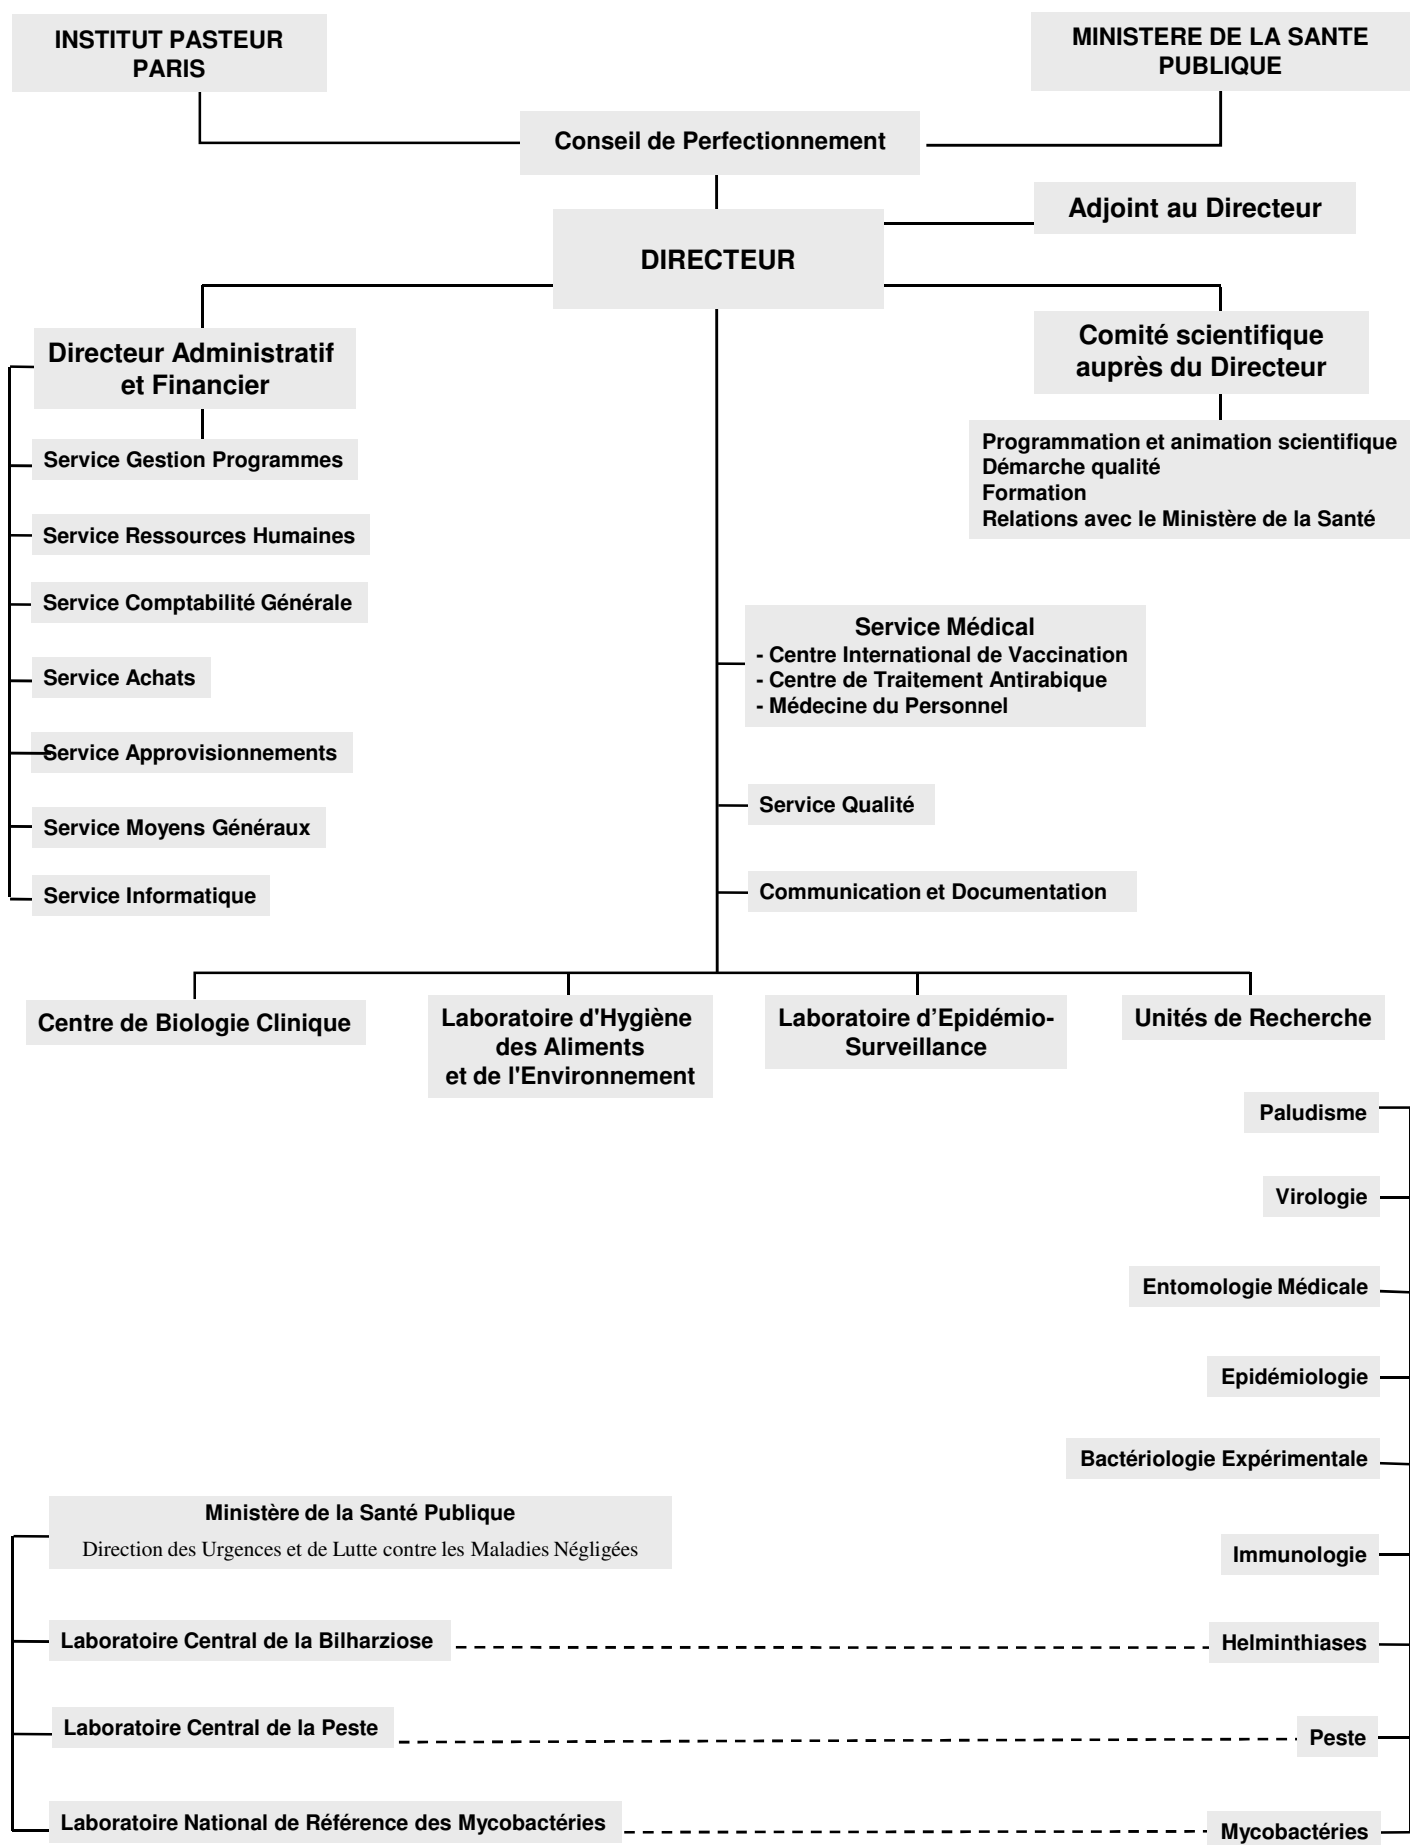 INSTITUT PASTEUR
PARIS
MINISTERE DE LA SANTE
PUBLIQUE
Conseil de Perfectionnement
Adjoint au Directeur
DIRECTEUR
Directeur Administratif
et Financier
Comité scientifique
auprès du Directeur
Service Gestion Programmes
Service Ressources Humaines
Service Comptabilité Générale
Service Achats
Service Approvisionnements
Service Moyens Généraux
Service Informatique
Programmation et animation scientifique
Démarche qualité
Formation
Relations avec le Ministère de la Santé
Service Médical
- Centre International de Vaccination
- Centre de Traitement Antirabique
- Médecine du Personnel
Service Qualité
Communication et Documentation
Centre de Biologie Clinique
Laboratoire d'Hygiène
des Aliments
et de l'Environnement
Laboratoire d’Epidémio-
Surveillance
Unités de Recherche
Paludisme
Virologie
Entomologie Médicale
Epidémiologie
Bactériologie Expérimentale
Immunologie
Ministère de la Santé Publique
Direction des Urgences et de Lutte contre les Maladies Négligées
Laboratoire Central de la Bilharziose
Helminthiases
Laboratoire Central de la Peste
Peste
Laboratoire National de Référence des Mycobactéries
Mycobactéries